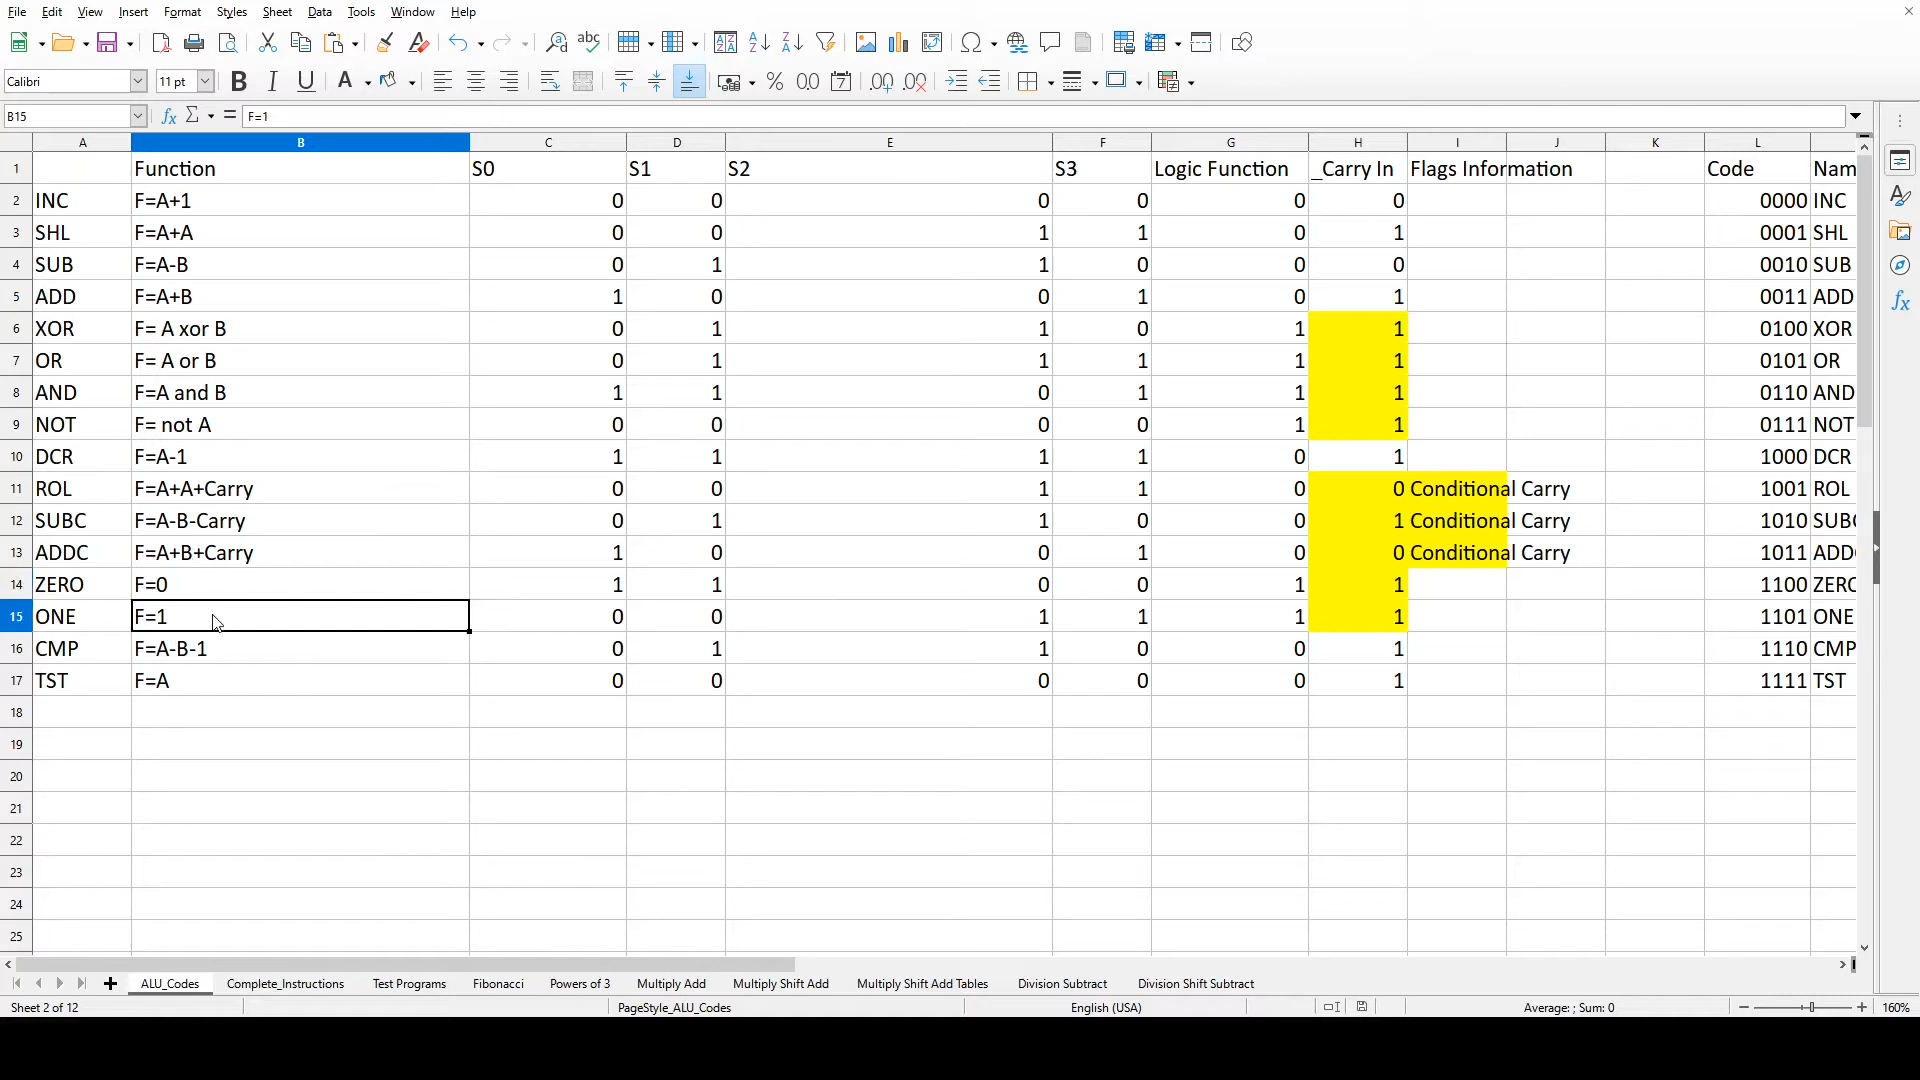 File Edit View Insert Format Styles Sheet Data Tools Window Help
Calibri 11 pt
B15 F=1
A B C D E F G H I J K L
1 Function S0 S1 S2 S3 Logic Function _Carry In Flags Information Code Nam
2 INC F=A+1 0 0 0 0 0 0 0000 INC
3 SHL F=A+A 0 0 1 1 0 1 0001 SHL
4 SUB F=A-B 0 1 1 0 0 0 0010 SUB
5 ADD F=A+B 1 0 0 1 0 1 0011 ADD
6 XOR F= A xor B 0 1 1 0 1 1 0100 XOR
7 OR F= A or B 0 1 1 1 1 1 0101 OR
8 AND F=A and B 1 1 0 1 1 1 0110 AND
9 NOT F= not A 0 0 0 0 1 1 0111 NOT
10 DCR F=A-1 1 1 1 1 0 1 1000 DCR
11 ROL F=A+A+Carry 0 0 1 1 0 0 Conditional Carry 1001 ROL
12 SUBC F=A-B-Carry 0 1 1 0 0 1 Conditional Carry 1010 SUBC
13 ADDC F=A+B+Carry 1 0 0 1 0 0 Conditional Carry 1011 ADDC
14 ZERO F=0 1 1 0 0 1 1 1100 ZERO
15 ONE F=1 0 0 1 1 1 1 1101 ONE
16 CMP F=A-B-1 0 1 1 0 0 1 1110 CMP
17 TST F=A 0 0 0 0 0 1 1111 TST
18
19
20
21
22
23
24
25
ALU_Codes Complete_Instructions Test Programs Fibonacci Powers of 3 Multiply Add Multiply Shift Add Multiply Shift Add Tables Division Subtract Division Shift Subtract
Sheet 2 of 12 PageStyle_ALU_Codes English (USA) Average: ; Sum: 0 160%